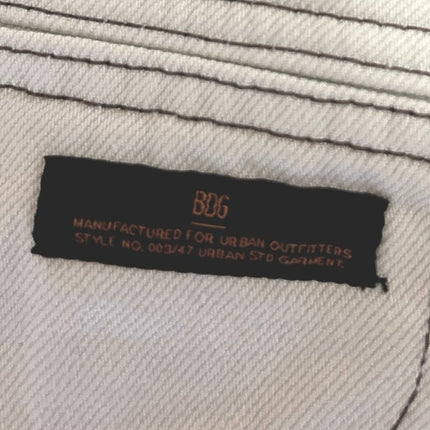 BDG
MANUFACTURED FOR URBAN OUTFITTERS
STYLE NO. 003/47 URBAN STD GARMENT.